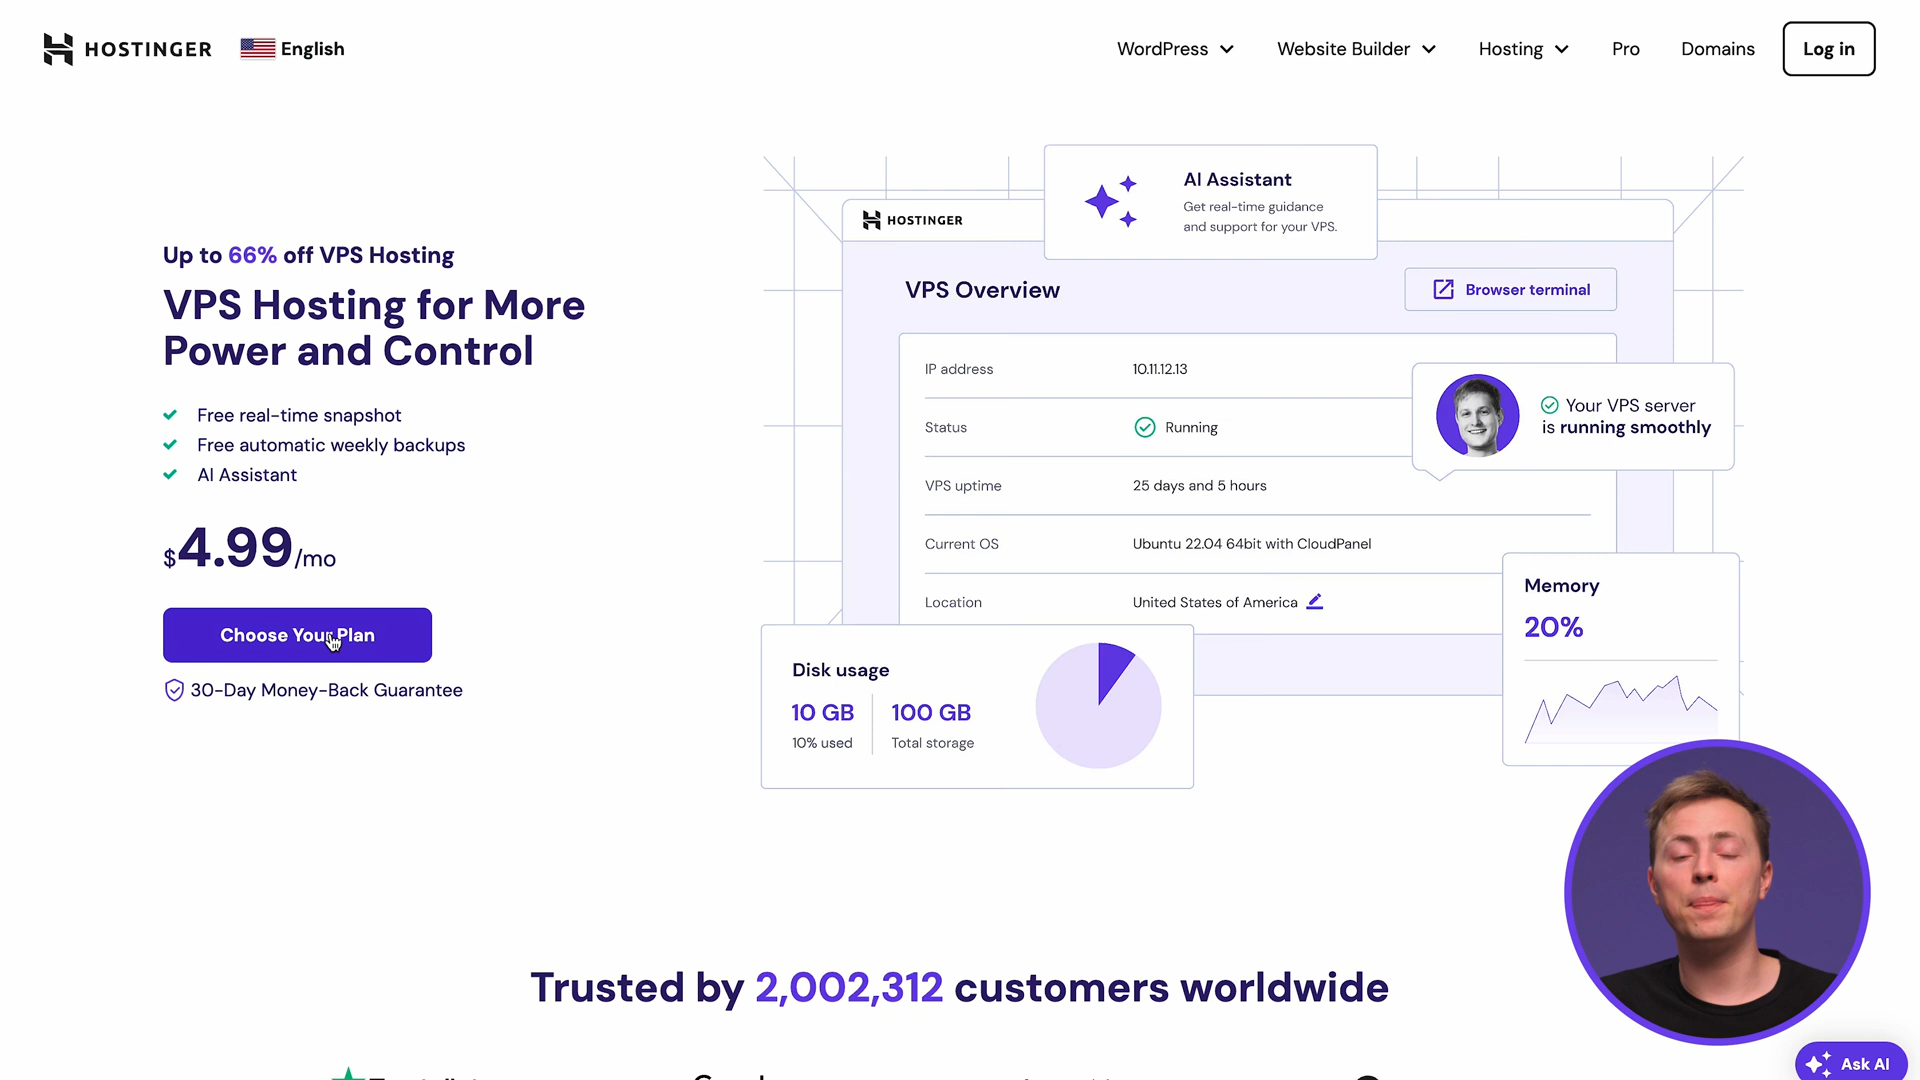 HOSTINGER
English
WordPress
Website Builder
Hosting
Pro
Domains
Log in
Up to 66% off VPS Hosting
VPS Hosting for More
Power and Control
Free real-time snapshot
Free automatic weekly backups
AI Assistant
$4.99/mo
Choose Your Plan
30-Day Money-Back Guarantee
AI Assistant
Get real-time guidance
and support for your VPS.
HOSTINGER
VPS Overview
Browser terminal
IP address 10.11.12.13
Status Running
VPS uptime 25 days and 5 hours
Current OS Ubuntu 22.04 64bit with CloudPanel
Location United States of America
Your VPS server
is running smoothly
Memory
20%
Disk usage
10 GB 100 GB
10% used Total storage
Trusted by 2,002,312 customers worldwide
Ask AI